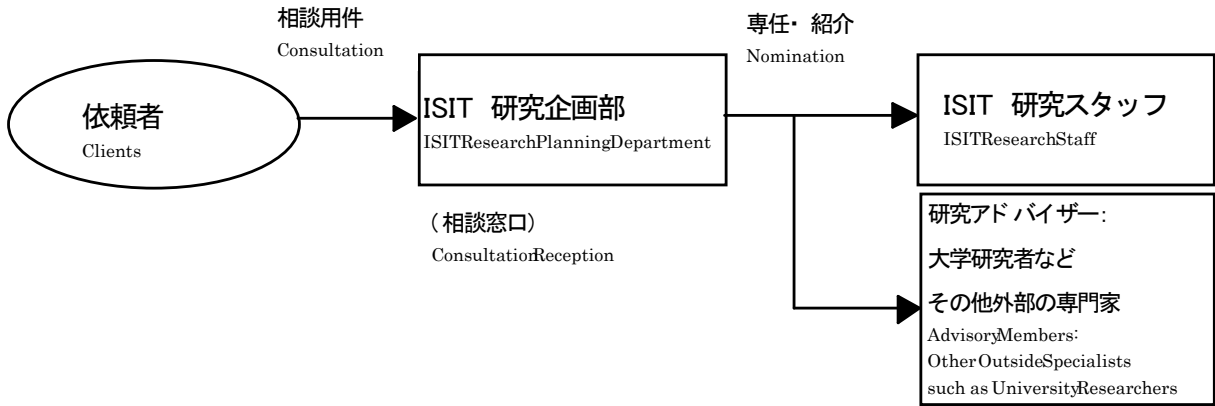 相談用件
Consultation
専任・紹介
Nomination
依頼者
Clients
ISIT 研究企画部
ISITResearchPlanningDepartment
ISIT 研究スタッフ
ISITResearchStaff
(相談窓口)
ConsultationReception
研究アドバイザー:
大学研究者など
その他外部の専門家
AdvisoryMembers:
OtherOutsideSpecialists
such as UniversityResearchers